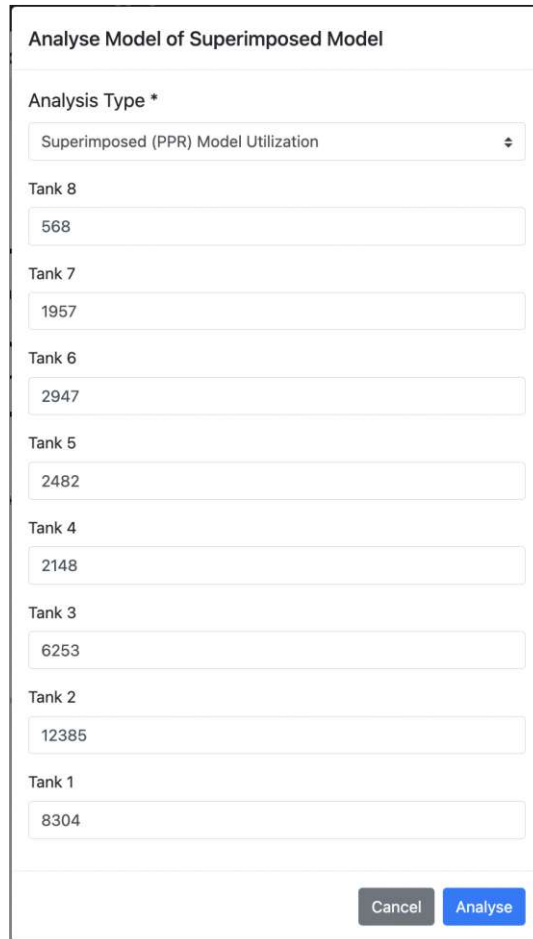 Analyse Model of Superimposed Model
Analysis Type *
Superimposed (PPR) Model Utilization
Tank 8
568
Tank 7
1957
Tank 6
2947
Tank 5
2482
Tank 4
2148
Tank 3
6253
Tank 2
12385
Tank 1
8304
Cancel Analyse